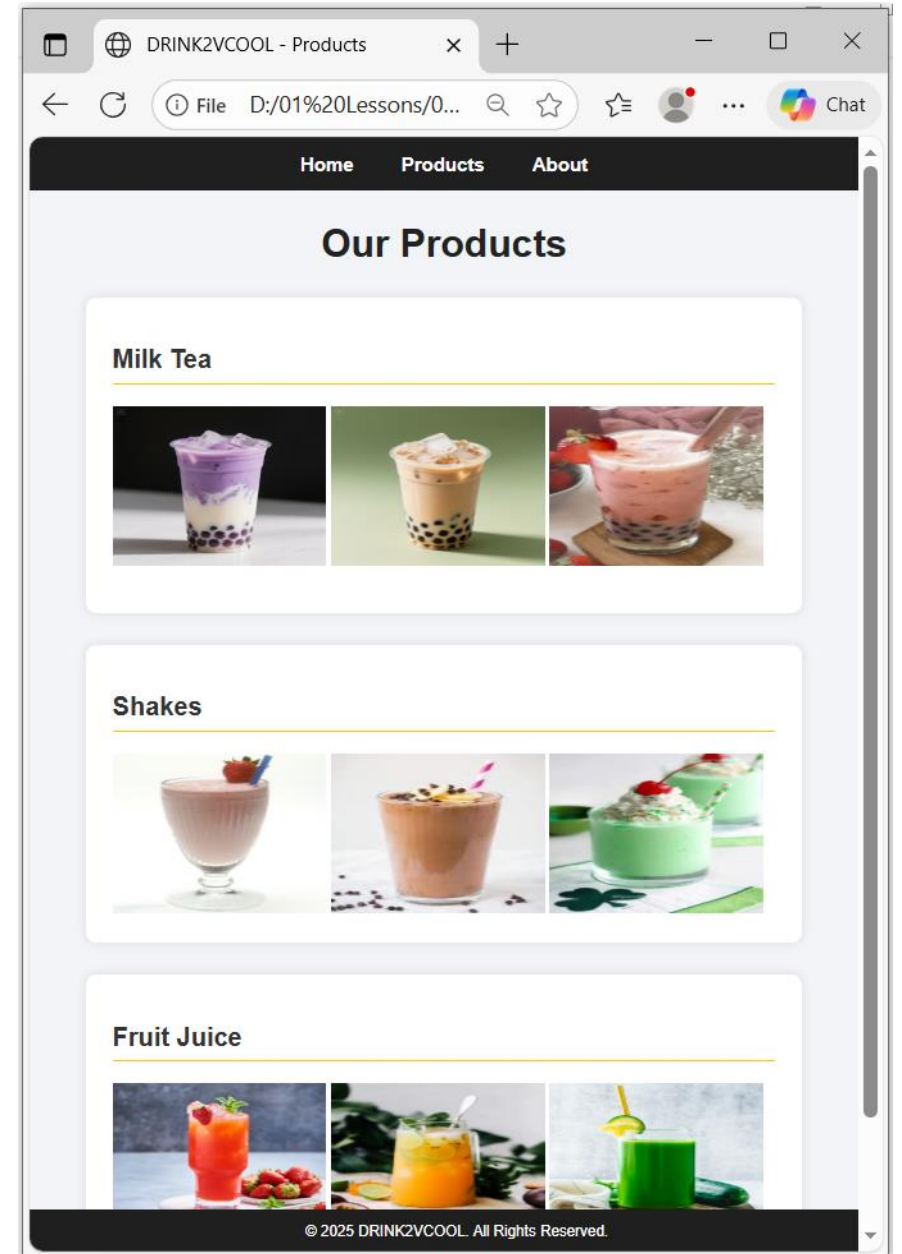 DRINK2VCOOL - Products
File D:/01%20Lessons/0...
Chat
Home Products About
Our Products
Milk Tea
Shakes
Fruit Juice
© 2025 DRINK2VCOOL. All Rights Reserved.